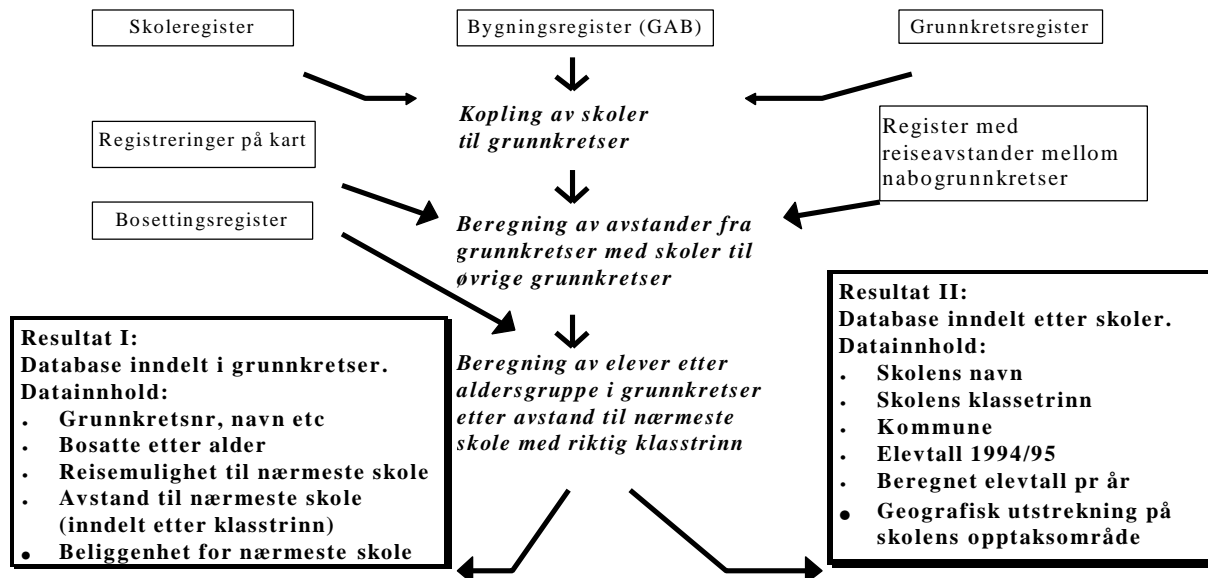 Skoleregister
Bygningsregister (GAB)
Grunnkretsregister
Kopling av skoler
til grunnkretser
Registreringer på kart
Register med
reiseavstander mellom
nabogrunnkretser
Bosettingsregister
Beregning av avstander fra
grunnkretser med skoler til
øvrige grunnkretser
Beregning av elever etter
aldersgruppe i grunnkretser
etter avstand til nærmeste
skole med riktig klasstrinn
Resultat I:
Database inndelt i grunnkretser.
Datainnhold:
. Grunnkretsnr, navn etc
. Bosatte etter alder
. Reisemulighet til nærmeste skole
. Avstand til nærmeste skole
(inndelt etter klasstrinn)
● Beliggenhet for nærmeste skole
Resultat II:
Database inndelt etter skoler.
Datainnhold:
. Skolens navn
. Skolens klassetrinn
. Kommune
. Elevtall 1994/95
. Beregnet elevtall pr år
● Geografisk utstrekning på
skolens opptaksområde